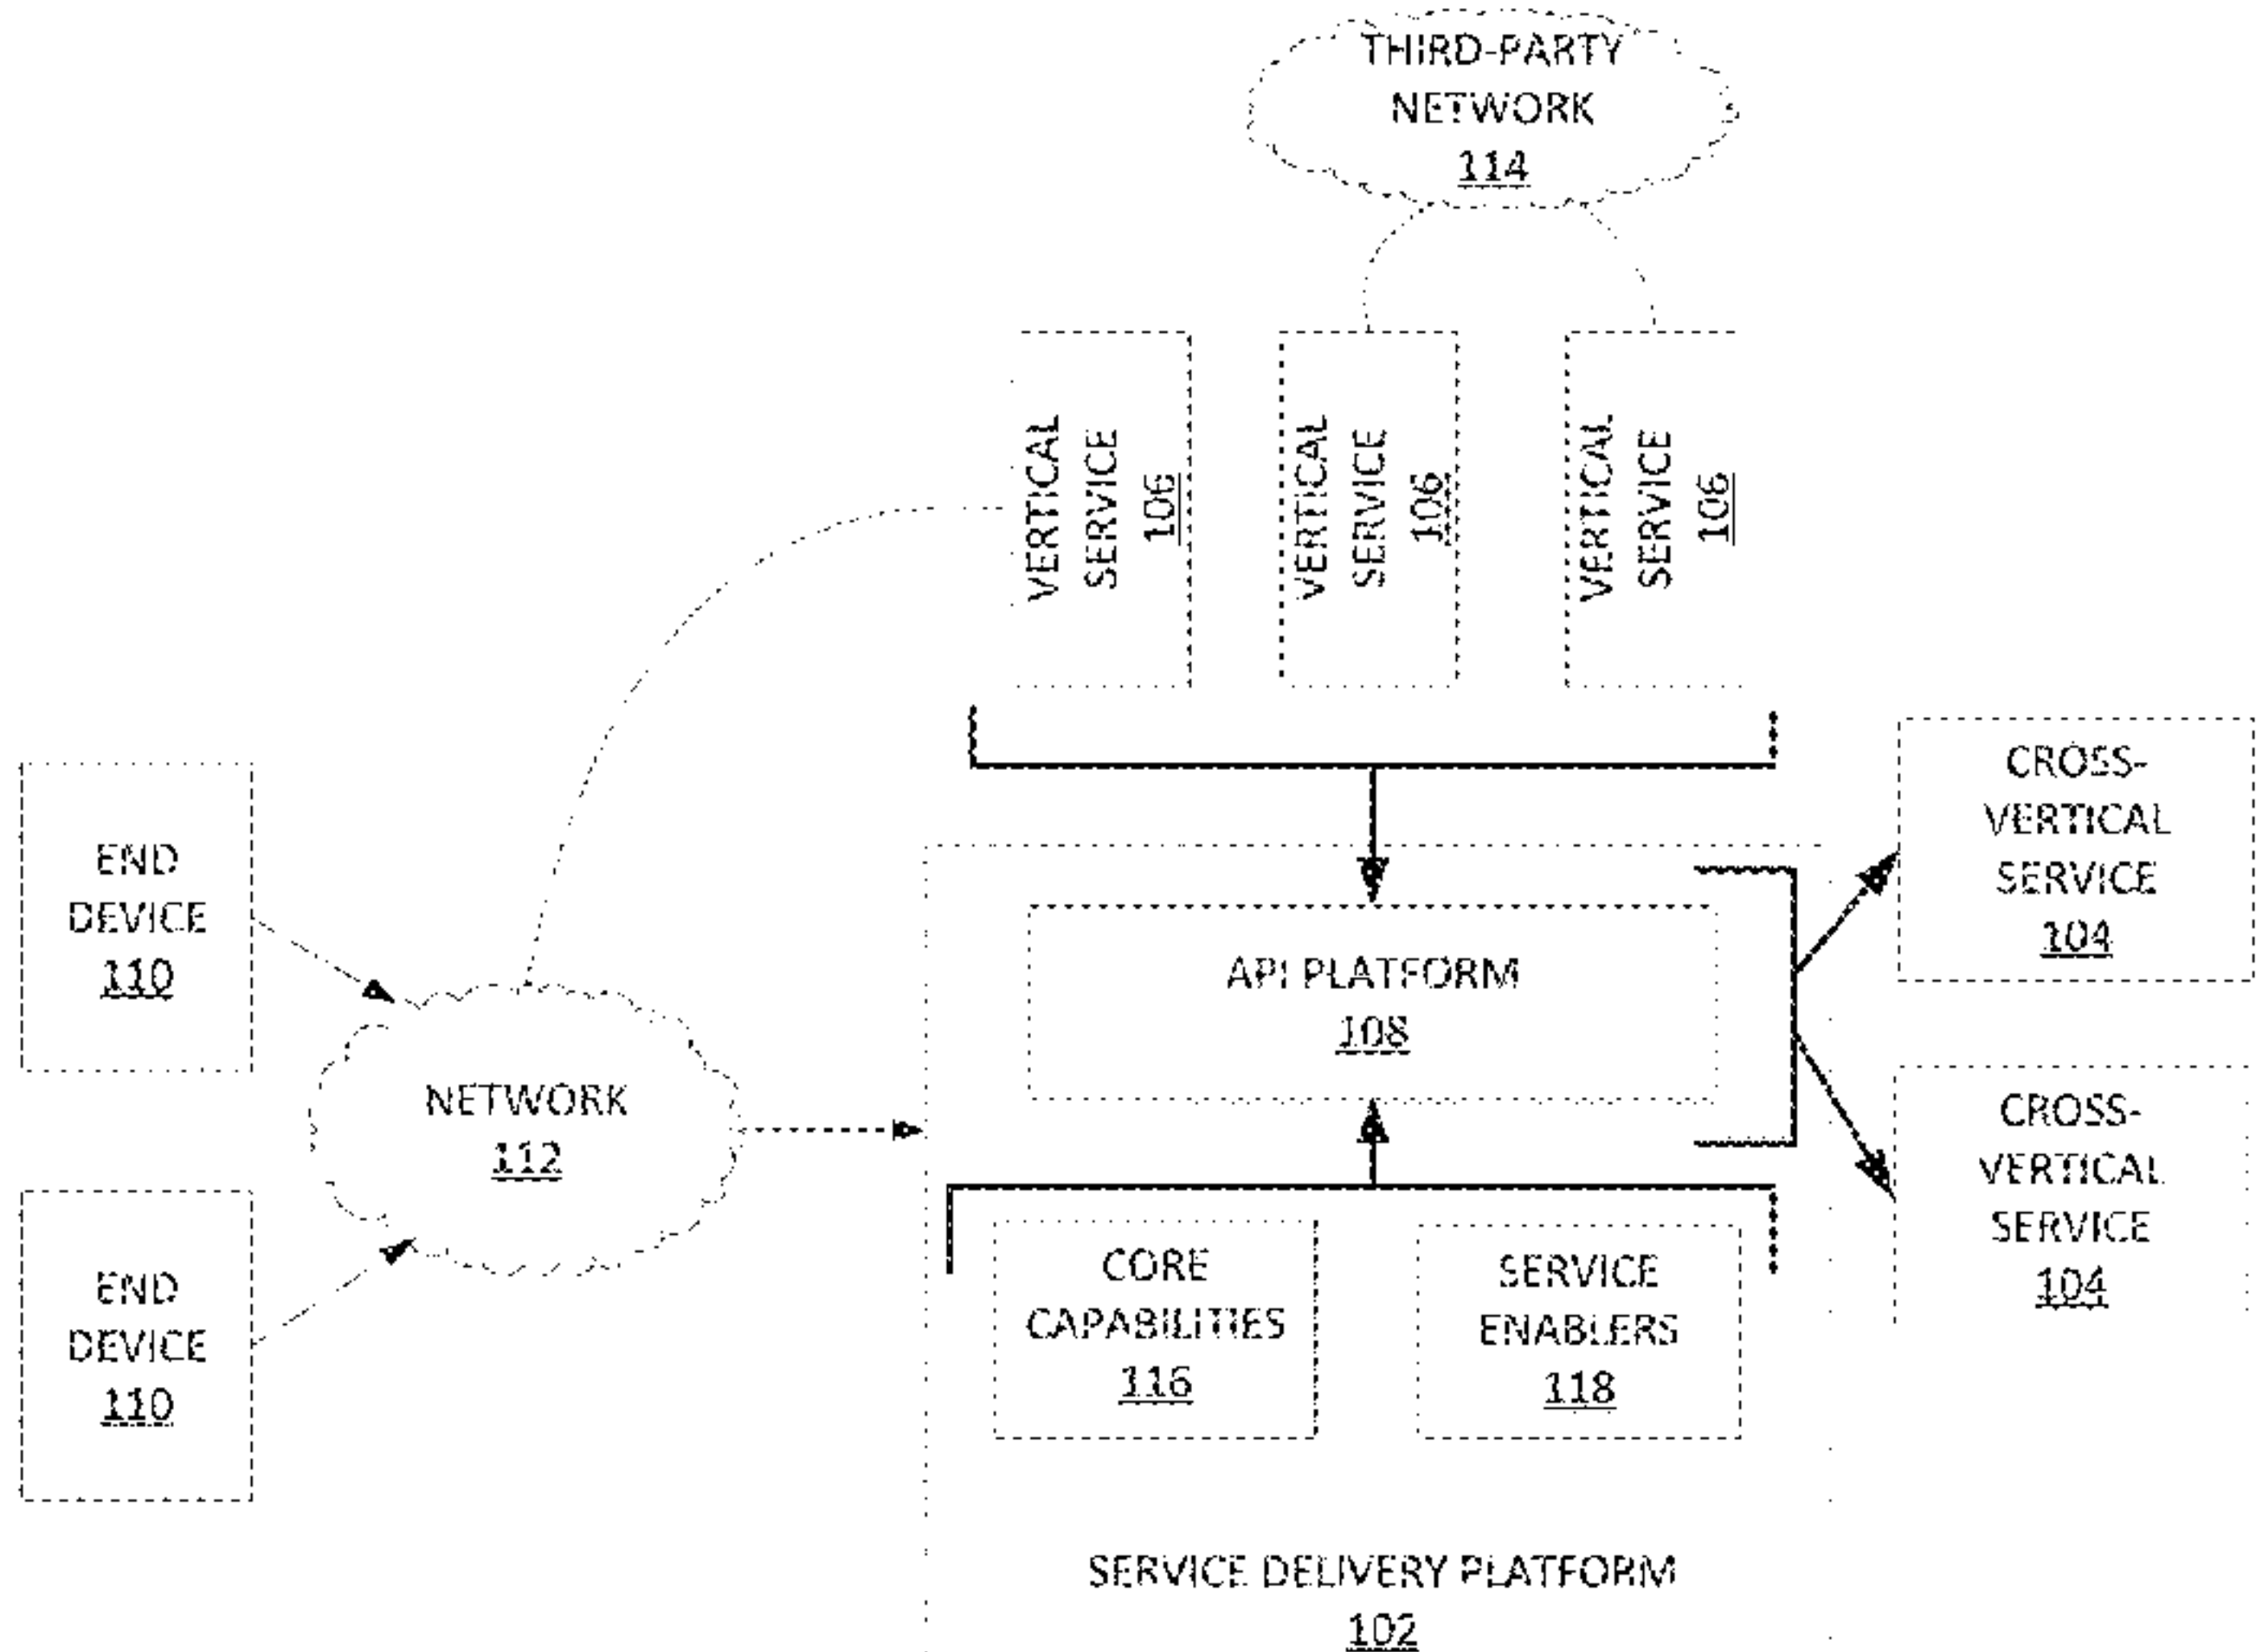 THIRD-PARTY
NETWORK
114
VERTICAL
SERVICE
106
VERTICAL
SERVICE
106
VERTICAL
SERVICE
106
END
DEVICE
110
NETWORK
112
END
DEVICE
110
API PLATFORM
108
CORE
CAPABILITIES
116
SERVICE
ENABLERS
118
SERVICE DELIVERY PLATFORM
102
CROSS-
VERTICAL
SERVICE
104
CROSS-
VERTICAL
SERVICE
104